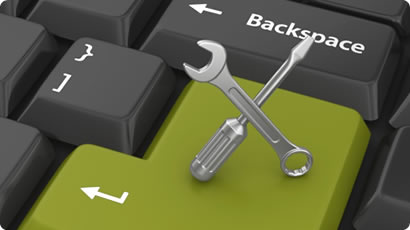 ← Backspace
}
]
↵